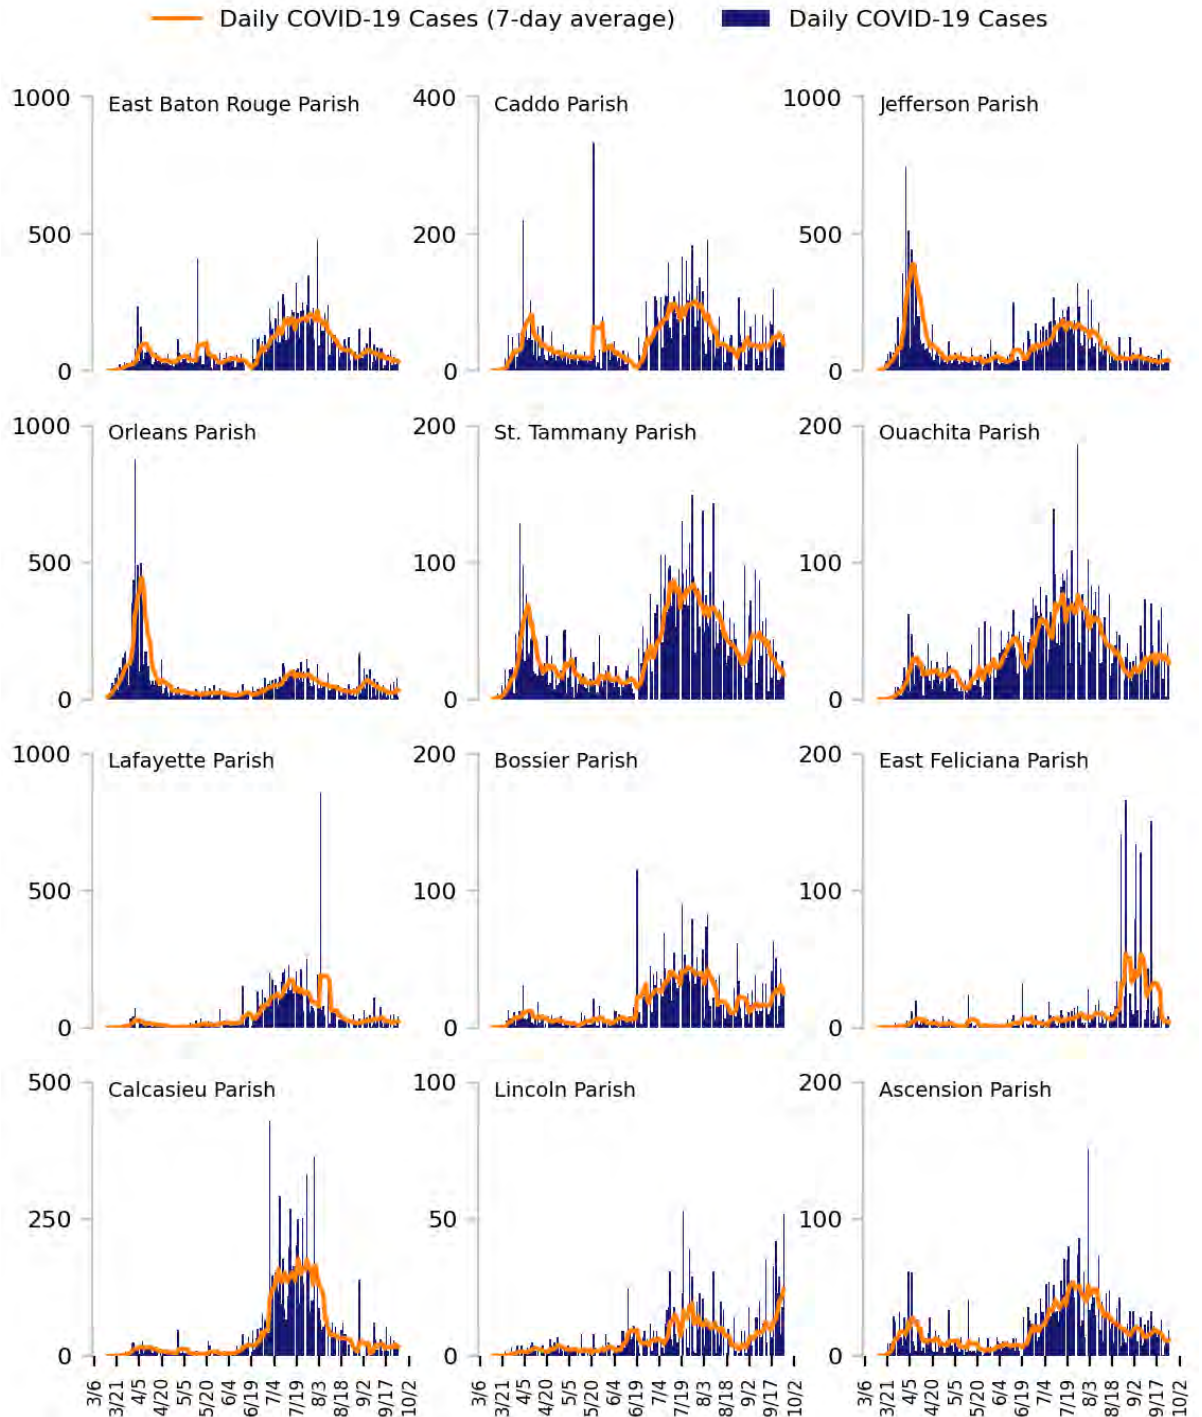 Daily COVID-19 Cases (7-day average) Daily COVID-19 Cases
1000 East Baton Rouge Parish 400 Caddo Parish 1000 Jefferson Parish
500 200 500
0 0 0
1000 Orleans Parish 200 St. Tammany Parish 200 Ouachita Parish
500 100 100
0 0 0
1000 Lafayette Parish 200 Bossier Parish 200 East Feliciana Parish
500 100 100
0 0 0
500 Calcasieu Parish 100 Lincoln Parish 200 Ascension Parish
250 50 100
0 0 0
3/6 3/21 4/5 4/20 5/5 5/20 6/4 6/19 7/4 7/19 8/3 8/18 9/2 9/17 10/2 3/6 3/21 4/5 4/20 5/5 5/20 6/4 6/19 7/4 7/19 8/3 8/18 9/2 9/17 10/2 3/6 3/21 4/5 4/20 5/5 5/20 6/4 6/19 7/4 7/19 8/3 8/18 9/2 9/17 10/2